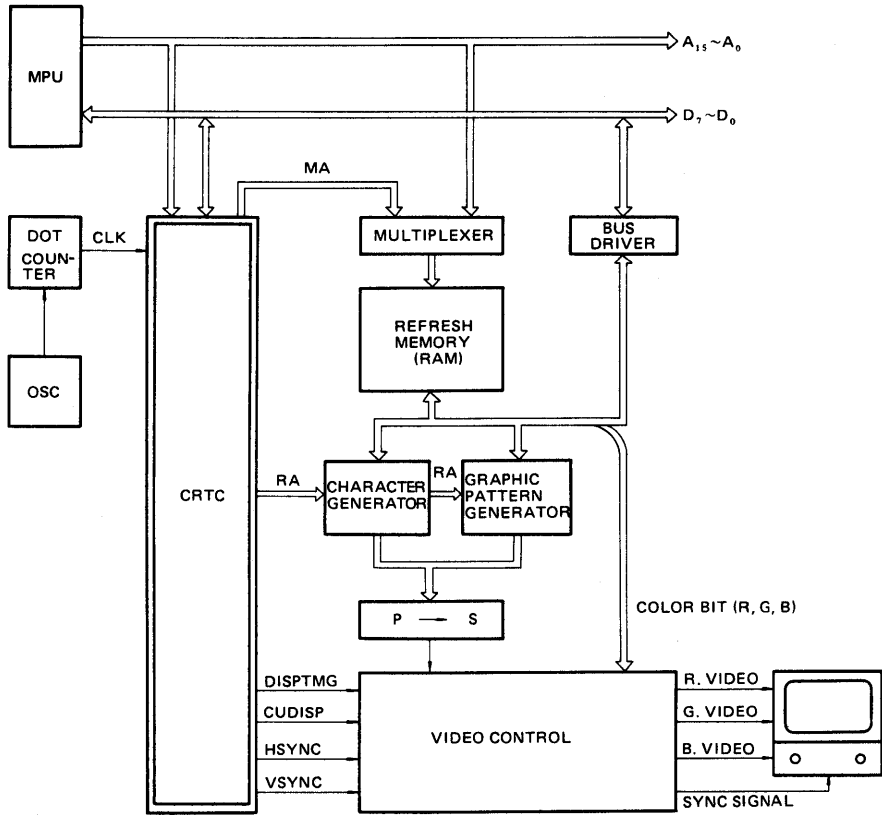 MPU
A₁₅~A₀
D₇~D₀
MA
DOT
COUN-
TER
CLK
MULTIPLEXER
BUS
DRIVER
REFRESH
MEMORY
(RAM)
OSC
CRTC
RA
CHARACTER
GENERATOR
RA
GRAPHIC
PATTERN
GENERATOR
P → S
COLOR BIT (R, G, B)
DISPTMG
CUDISP
HSYNC
VSYNC
VIDEO CONTROL
R. VIDEO
G. VIDEO
B. VIDEO
SYNC SIGNAL